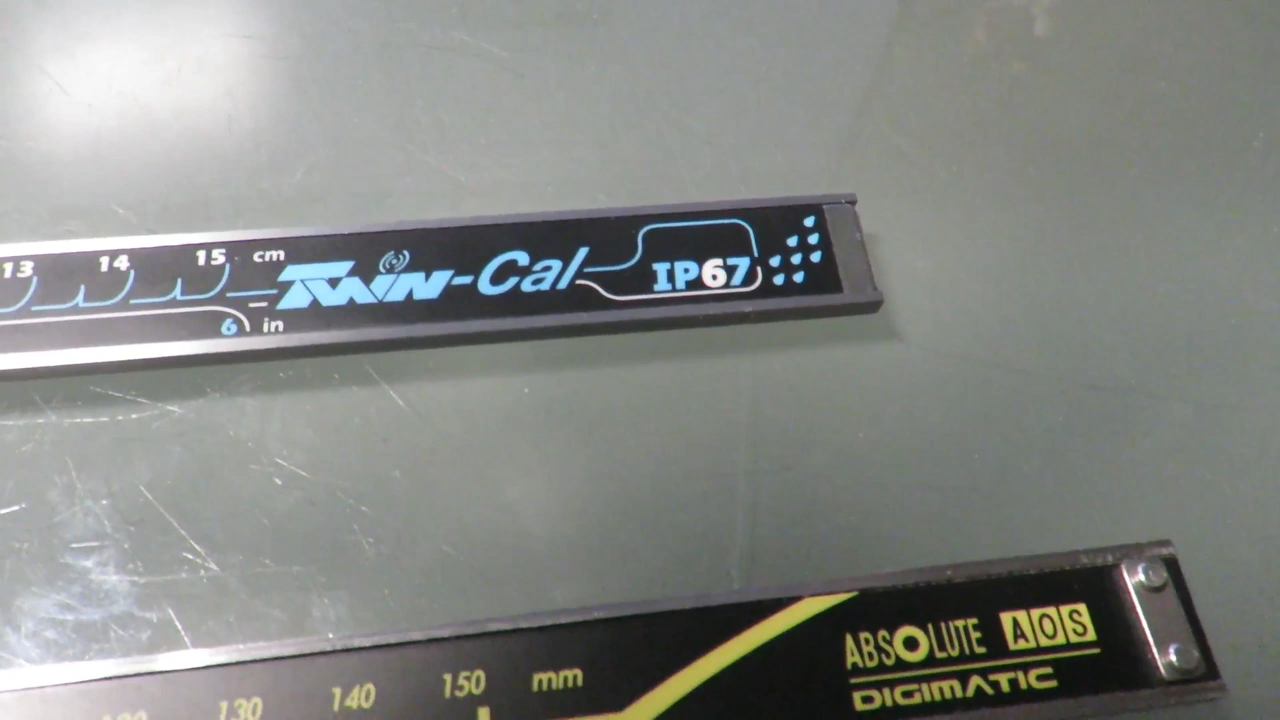 13 14 15 cm
TWIN-Cal IP67
6 in
130 140 150 mm
ABSOLUTE AOS
DIGIMATIC